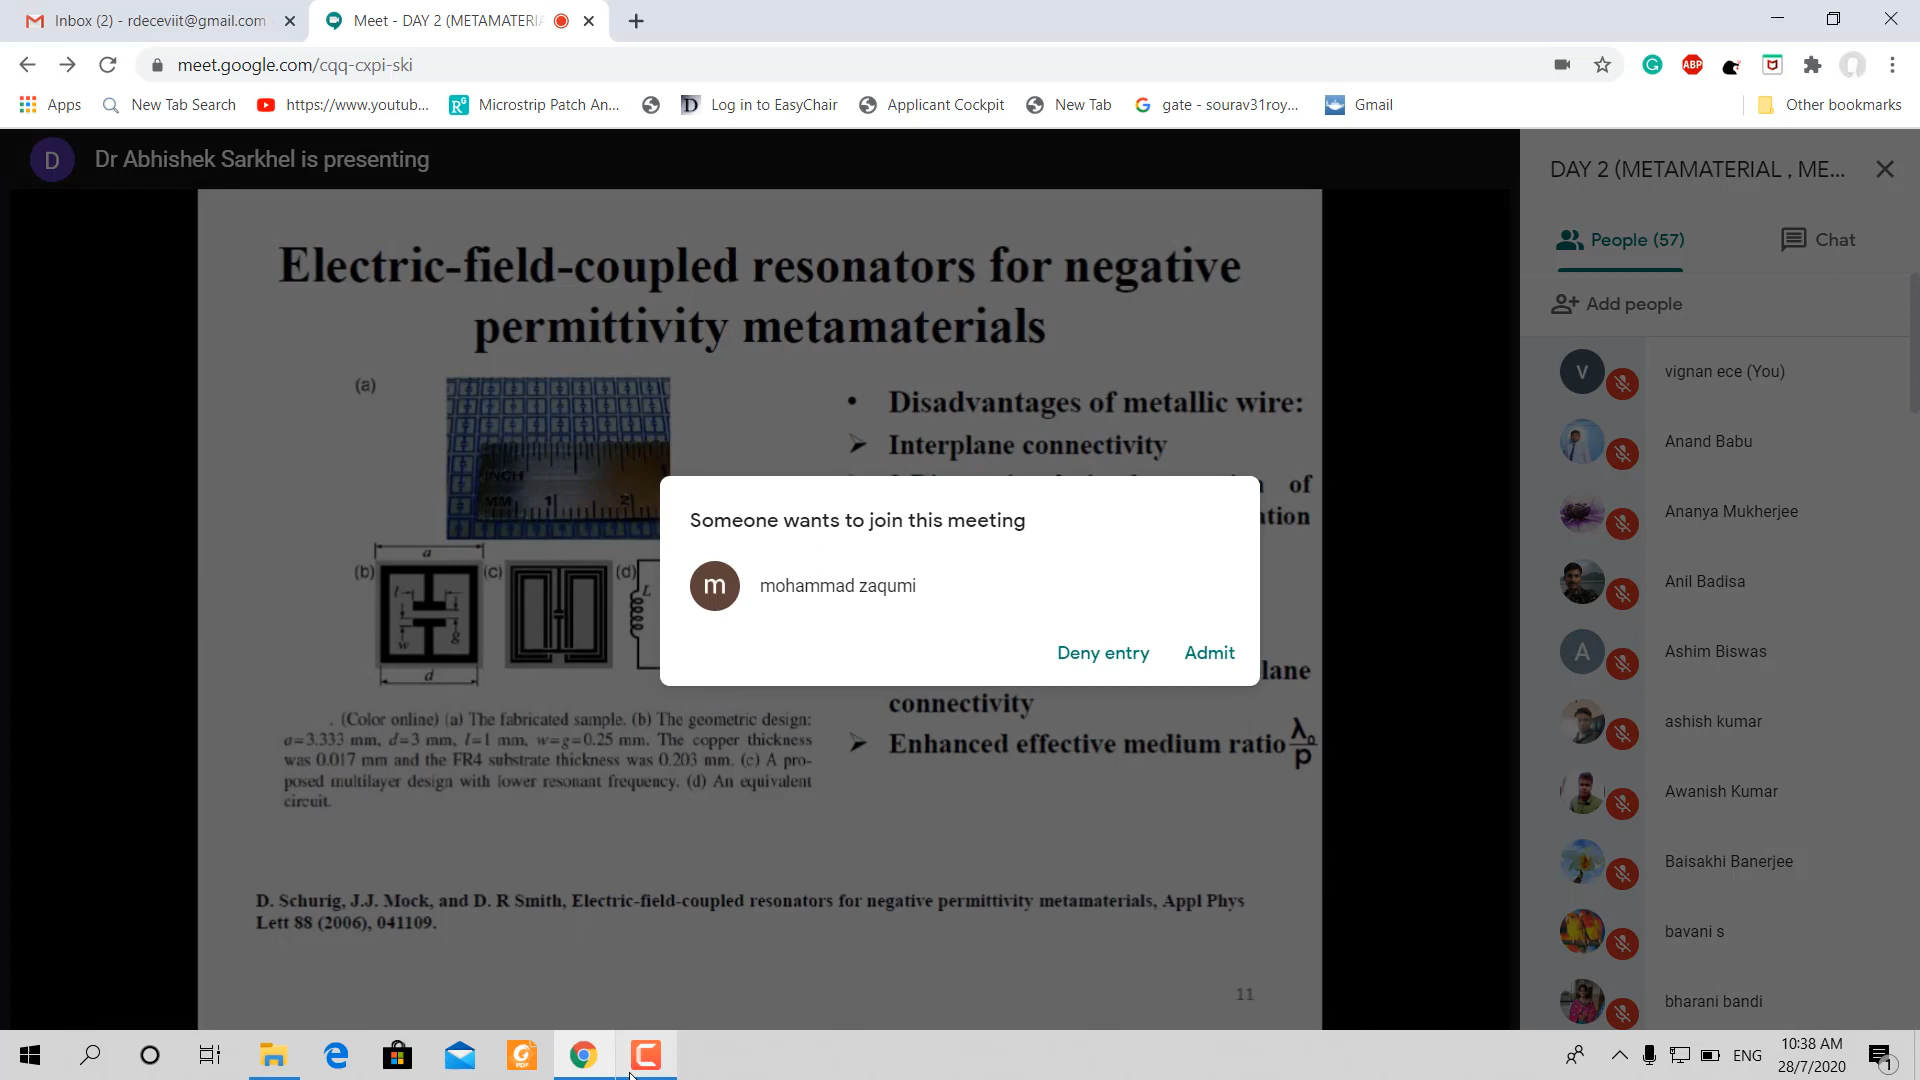 Inbox (2) - rdeceviit@gmail.com
Meet - DAY 2 (METAMATERI
meet.google.com/cqq-cxpi-ski
Apps
New Tab Search
https://www.youtub...
Microstrip Patch An...
Log in to EasyChair
Applicant Cockpit
New Tab
gate - sourav31roy...
Gmail
Other bookmarks
D
Dr Abhishek Sarkhel is presenting
Electric-field-coupled resonators for negative
permittivity metamaterials
(a)
INCH
MM
1
2
• Disadvantages of metallic wire:
➢ Interplane connectivity
of
(b)
a
l
w
g
d
(c)
(d)
L
lane
connectivity
➢ Enhanced effective medium ratio λ₀/p
. (Color online) (a) The fabricated sample. (b) The geometric design:
a=3.333 mm, d=3 mm, l=1 mm, w=g=0.25 mm. The copper thickness
was 0.017 mm and the FR4 substrate thickness was 0.203 mm. (c) A pro-
posed multilayer design with lower resonant frequency. (d) An equivalent
circuit.
D. Schurig, J.J. Mock, and D. R Smith, Electric-field-coupled resonators for negative permittivity metamaterials, Appl Phys
Lett 88 (2006), 041109.
11
Someone wants to join this meeting
m
mohammad zaqumi
Deny entry
Admit
DAY 2 (METAMATERIAL , ME...
People (57)
Chat
Add people
V
vignan ece (You)
Anand Babu
Ananya Mukherjee
Anil Badisa
A
Ashim Biswas
ashish kumar
Awanish Kumar
Baisakhi Banerjee
bavani s
bharani bandi
ENG
10:38 AM
28/7/2020
1